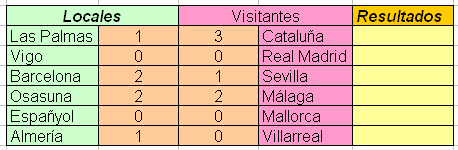 Locales Visitantes Resultados
Las Palmas 1 3 Cataluña
Vigo 0 0 Real Madrid
Barcelona 2 1 Sevilla
Osasuna 2 2 Málaga
Españyol 0 0 Mallorca
Almería 1 0 Villarreal